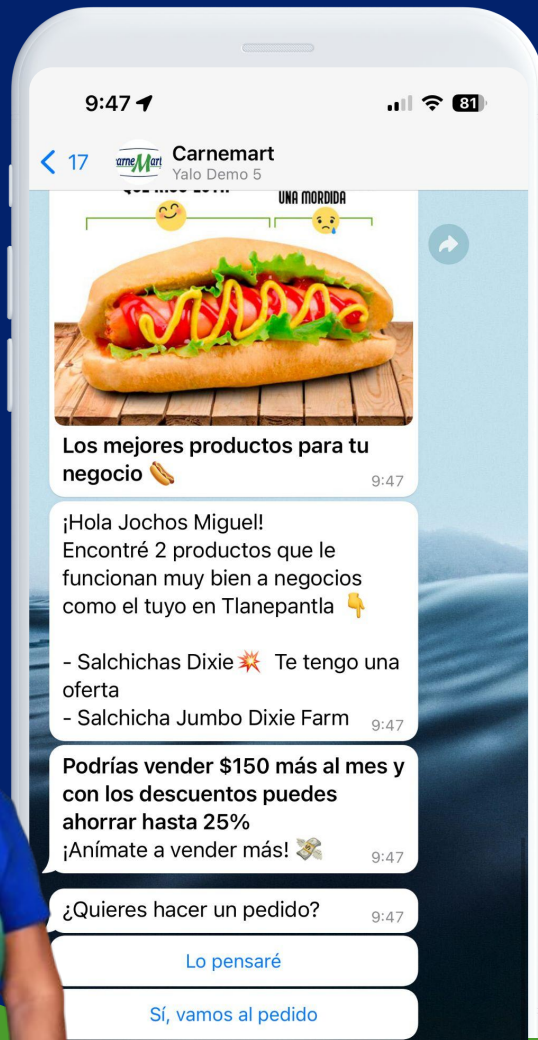 9:47
81
17
Carnemart
Carnemart
Yalo Demo 5
UNA MORDIDA
Los mejores productos para tu
negocio 🌭
9:47
¡Hola Jochos Miguel!
Encontré 2 productos que le
funcionan muy bien a negocios
como el tuyo en Tlanepantla 👇
- Salchichas Dixie💥 Te tengo una
oferta
- Salchicha Jumbo Dixie Farm
9:47
Podrías vender $150 más al mes y
con los descuentos puedes
ahorrar hasta 25%
¡Anímate a vender más! 💸
9:47
¿Quieres hacer un pedido?
9:47
Lo pensaré
Sí, vamos al pedido